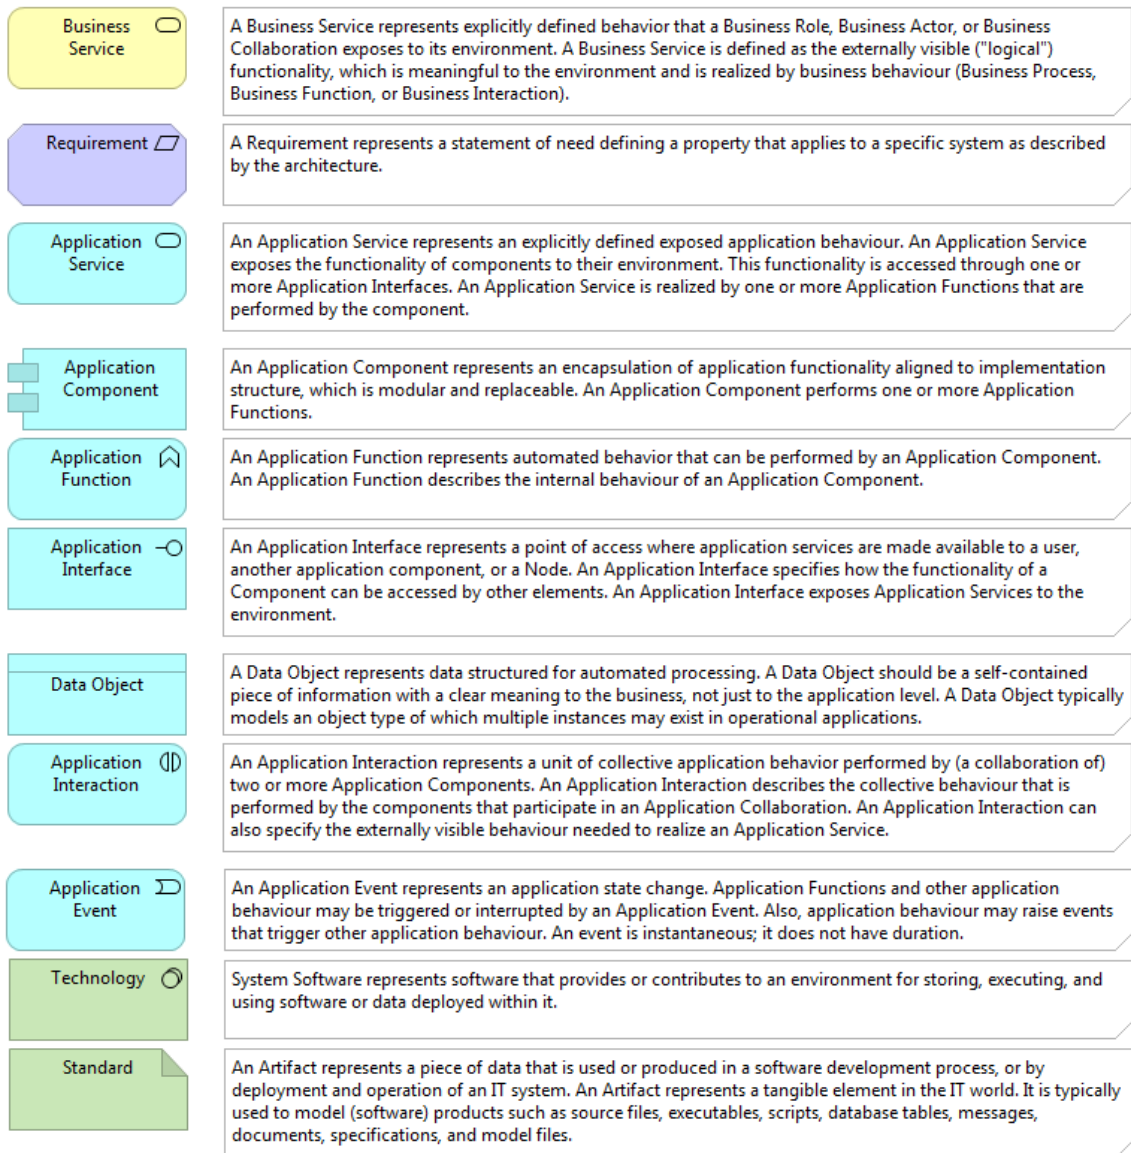 Business
Service
A Business Service represents explicitly defined behavior that a Business Role, Business Actor, or Business
Collaboration exposes to its environment. A Business Service is defined as the externally visible ("logical")
functionality, which is meaningful to the environment and is realized by business behaviour (Business Process,
Business Function, or Business Interaction).
Requirement
A Requirement represents a statement of need defining a property that applies to a specific system as described
by the architecture.
Application
Service
An Application Service represents an explicitly defined exposed application behaviour. An Application Service
exposes the functionality of components to their environment. This functionality is accessed through one or
more Application Interfaces. An Application Service is realized by one or more Application Functions that are
performed by the component.
Application
Component
An Application Component represents an encapsulation of application functionality aligned to implementation
structure, which is modular and replaceable. An Application Component performs one or more Application
Functions.
Application
Function
An Application Function represents automated behavior that can be performed by an Application Component.
An Application Function describes the internal behaviour of an Application Component.
Application
Interface
An Application Interface represents a point of access where application services are made available to a user,
another application component, or a Node. An Application Interface specifies how the functionality of a
Component can be accessed by other elements. An Application Interface exposes Application Services to the
environment.
Data Object
A Data Object represents data structured for automated processing. A Data Object should be a self-contained
piece of information with a clear meaning to the business, not just to the application level. A Data Object typically
models an object type of which multiple instances may exist in operational applications.
Application
Interaction
An Application Interaction represents a unit of collective application behavior performed by (a collaboration of)
two or more Application Components. An Application Interaction describes the collective behaviour that is
performed by the components that participate in an Application Collaboration. An Application Interaction can
also specify the externally visible behaviour needed to realize an Application Service.
Application
Event
An Application Event represents an application state change. Application Functions and other application
behaviour may be triggered or interrupted by an Application Event. Also, application behaviour may raise events
that trigger other application behaviour. An event is instantaneous; it does not have duration.
Technology
System Software represents software that provides or contributes to an environment for storing, executing, and
using software or data deployed within it.
Standard
An Artifact represents a piece of data that is used or produced in a software development process, or by
deployment and operation of an IT system. An Artifact represents a tangible element in the IT world. It is typically
used to model (software) products such as source files, executables, scripts, database tables, messages,
documents, specifications, and model files.